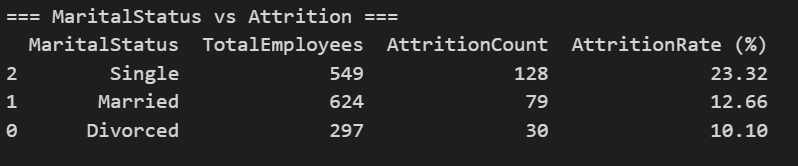 === MaritalStatus vs Attrition ===
MaritalStatus TotalEmployees AttritionCount AttritionRate (%)
2 Single 549 128 23.32
1 Married 624 79 12.66
0 Divorced 297 30 10.10